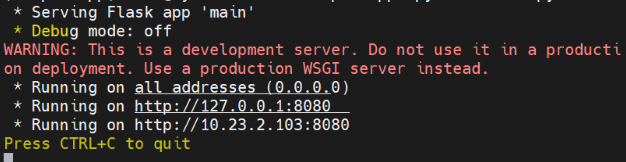 * Serving Flask app 'main'
* Debug mode: off
WARNING: This is a development server. Do not use it in a producti
on deployment. Use a production WSGI server instead.
* Running on all addresses (0.0.0.0)
* Running on http://127.0.0.1:8080
* Running on http://10.23.2.103:8080
Press CTRL+C to quit